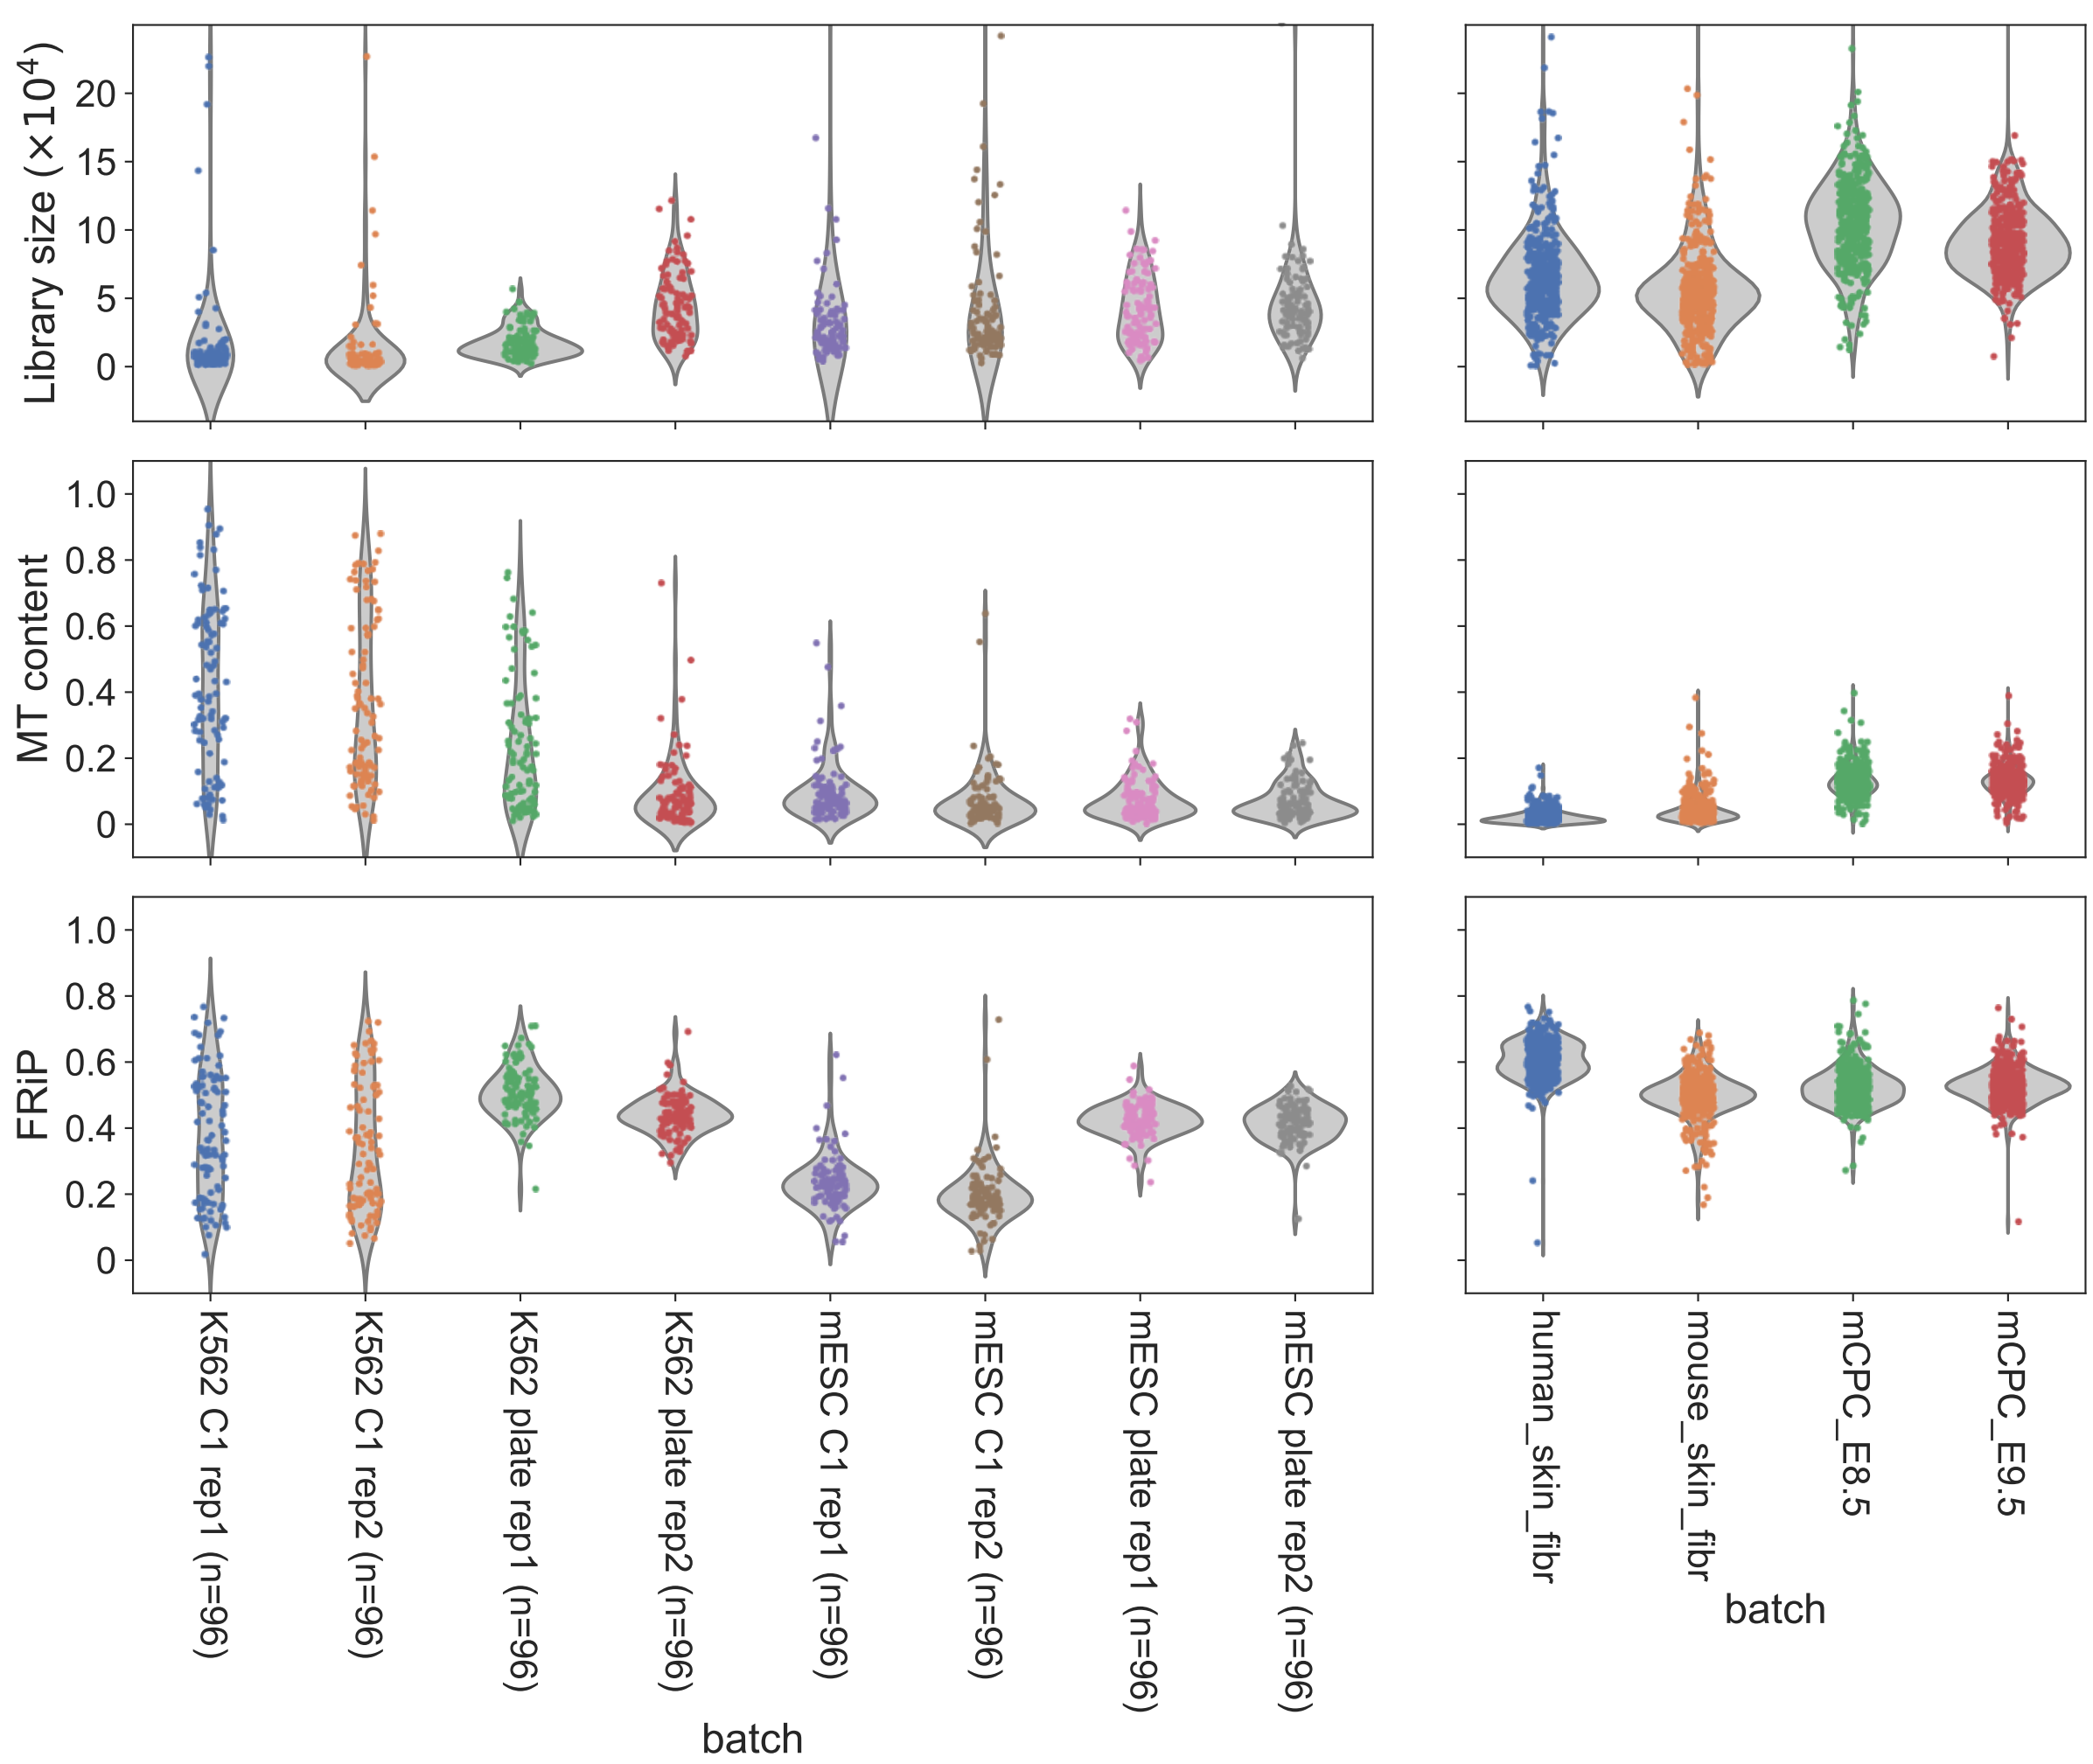 Library size (×10⁴)
20
15
10
5
0
MT content
1.0
0.8
0.6
0.4
0.2
0
FRiP
1.0
0.8
0.6
0.4
0.2
0
K562 C1 rep1 (n=96)
K562 C1 rep2 (n=96)
K562 plate rep1 (n=96)
K562 plate rep2 (n=96)
mESC C1 rep1 (n=96)
mESC C1 rep2 (n=96)
mESC plate rep1 (n=96)
mESC plate rep2 (n=96)
batch
human_skin_fibr
mouse_skin_fibr
mCPC_E8.5
mCPC_E9.5
batch